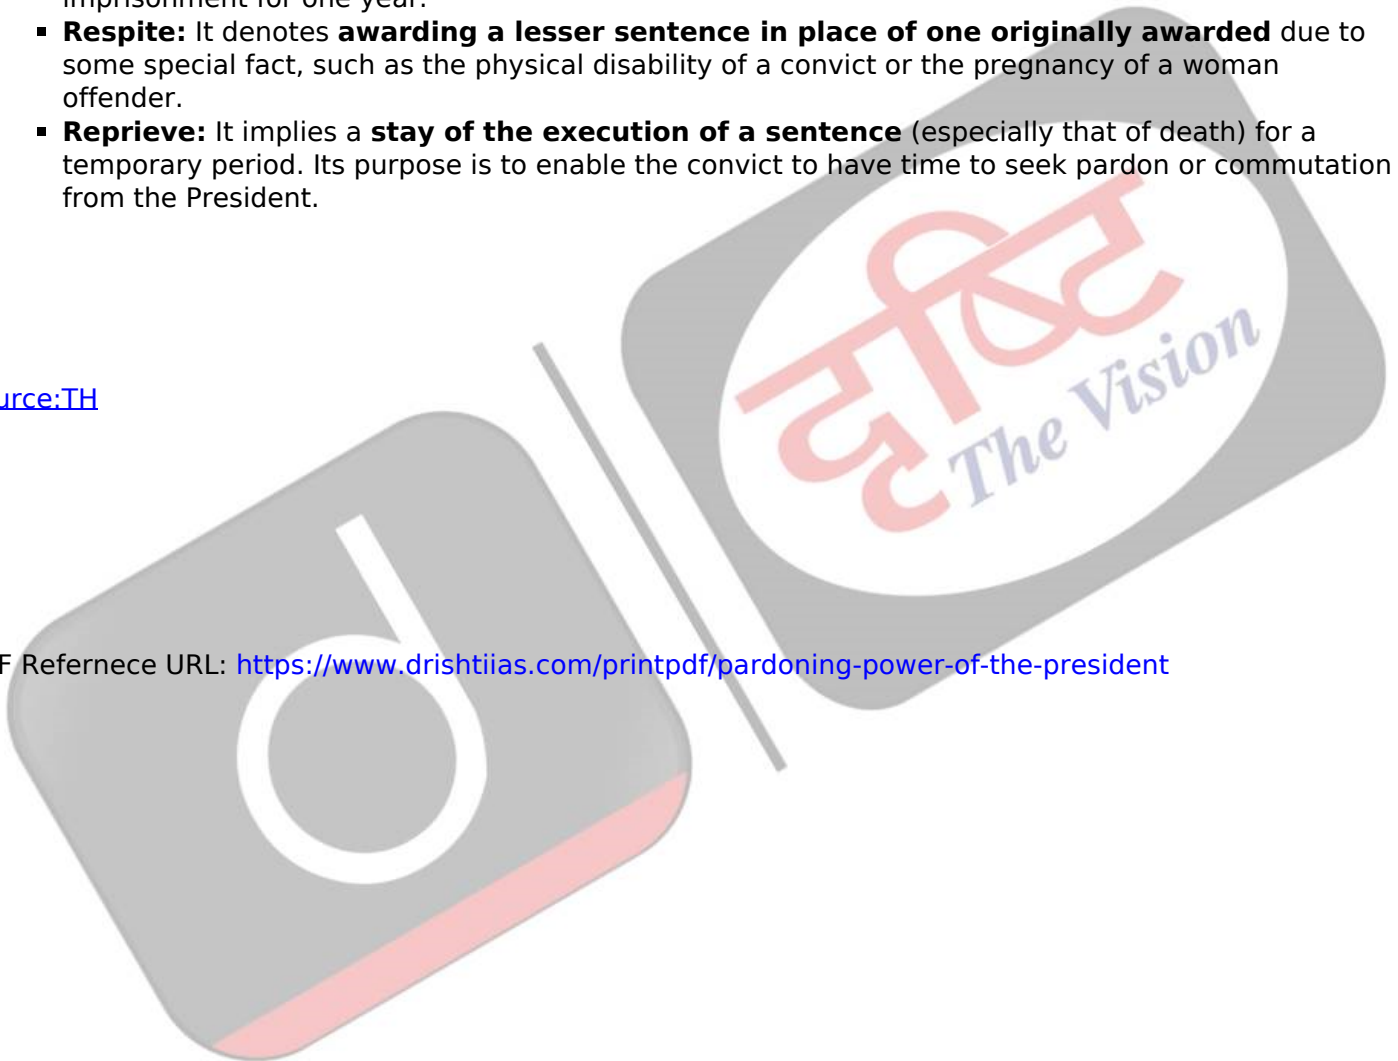 imprisonment for one year.
▪ Respite: It denotes awarding a lesser sentence in place of one originally awarded due to
some special fact, such as the physical disability of a convict or the pregnancy of a woman
offender.
▪ Reprieve: It implies a stay of the execution of a sentence (especially that of death) for a
temporary period. Its purpose is to enable the convict to have time to seek pardon or commutation
from the President.
दृष्टि
The Vision
urce:TH
d
F Refernece URL: https://www.drishtiias.com/printpdf/pardoning-power-of-the-president